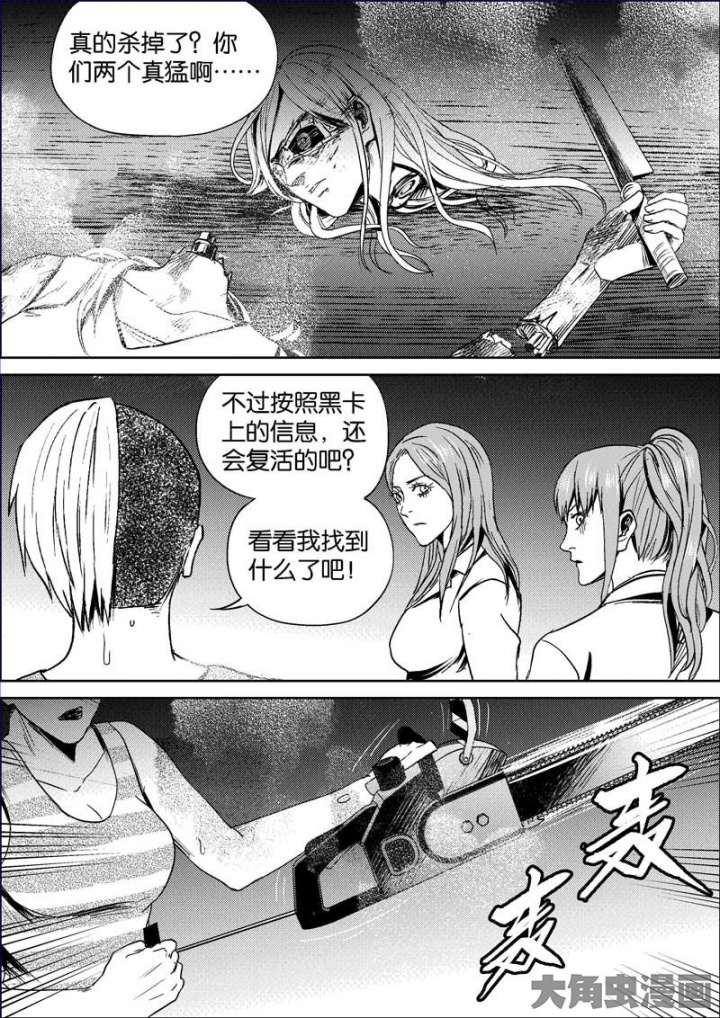 真的杀掉了？你
们两个真猛啊……
不过按照黑卡
上的信息，还
会复活的吧？
看看我找到
什么了吧！
轰
轰
大角虫漫画